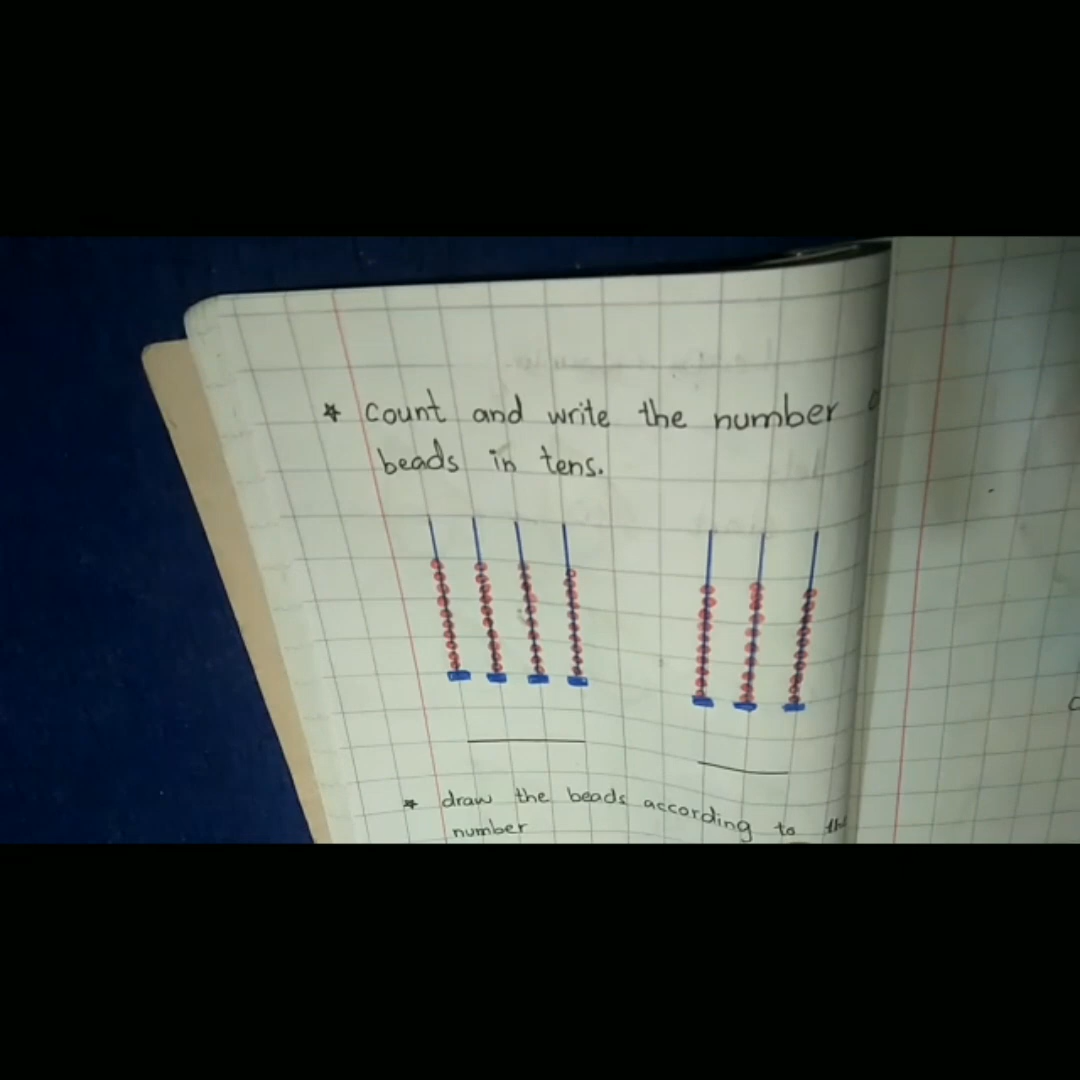 * count and write the number
beads in tens.
* draw the beads according to
number